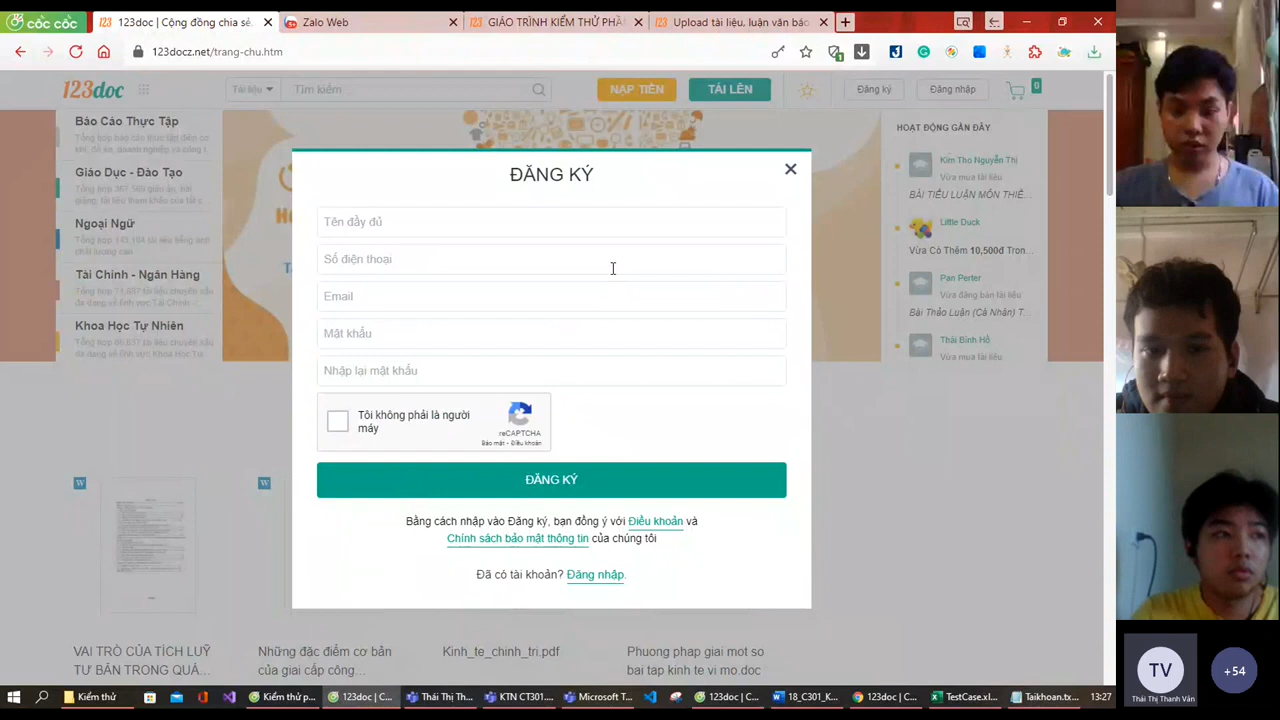 cốc cốc
123doc | Cộng đồng chia sẻ
Zalo Web
GIÁO TRÌNH KIỂM THỬ PHẦ
Upload tài liệu, luận văn báo
123docz.net/trang-chu.htm
123doc
Tài liệu
Tìm kiếm
NẠP TIỀN
TẢI LÊN
Đăng ký
Đăng nhập
0
Báo Cáo Thực Tập
Giáo Dục - Đào Tạo
Ngoại Ngữ
Tài Chính - Ngân Hàng
Khoa Học Tự Nhiên
HOẠT ĐỘNG GẦN ĐÂY
Kim Tho Nguyễn Thị
Vừa mua tài liệu
BÀI TIỂU LUẬN MÔN THIẾ...
Little Duck
Vừa Có Thêm 10,500đ Tron...
Pan Perter
Vừa đăng bán tài liệu
Bài Thảo Luận (Cá Nhân) T...
Thái Bình Hồ
Vừa mua tài liệu
ĐĂNG KÝ
Tên đầy đủ
Số điện thoại
Email
Mật khẩu
Nhập lại mật khẩu
Tôi không phải là người
máy
reCAPTCHA
Bảo mật - Điều khoản
ĐĂNG KÝ
Bằng cách nhập vào Đăng ký, bạn đồng ý với Điều khoản và
Chính sách bảo mật thông tin của chúng tôi
Đã có tài khoản? Đăng nhập.
VAI TRÒ CỦA TÍCH LUỸ
TƯ BẢN TRONG QUÁ...
Những đặc điểm cơ bản
của giai cấp công...
Kinh_te_chinh_tri.pdf
Phuong phap giai mot so
bai tap kinh te vi mo.doc
Kiểm thử
Kiểm thử p...
123doc | C...
Thái Thị Th...
KTN CT301...
Microsoft T...
123doc | C...
18_C301_K...
123doc | C...
TestCase.xl...
Taikhoan.tx...
13:27
TV
Thái Thị Thanh Vân
+54